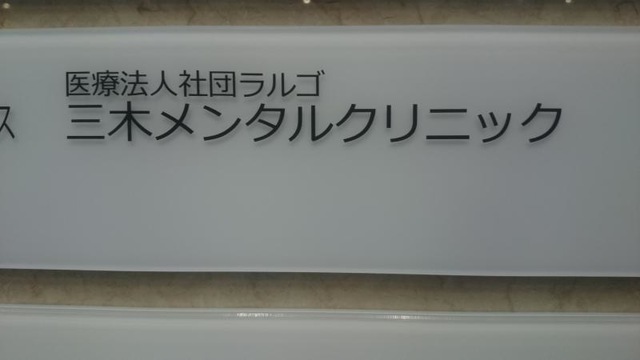 医療法人社団ラルゴ
三木メンタルクリニック
ス